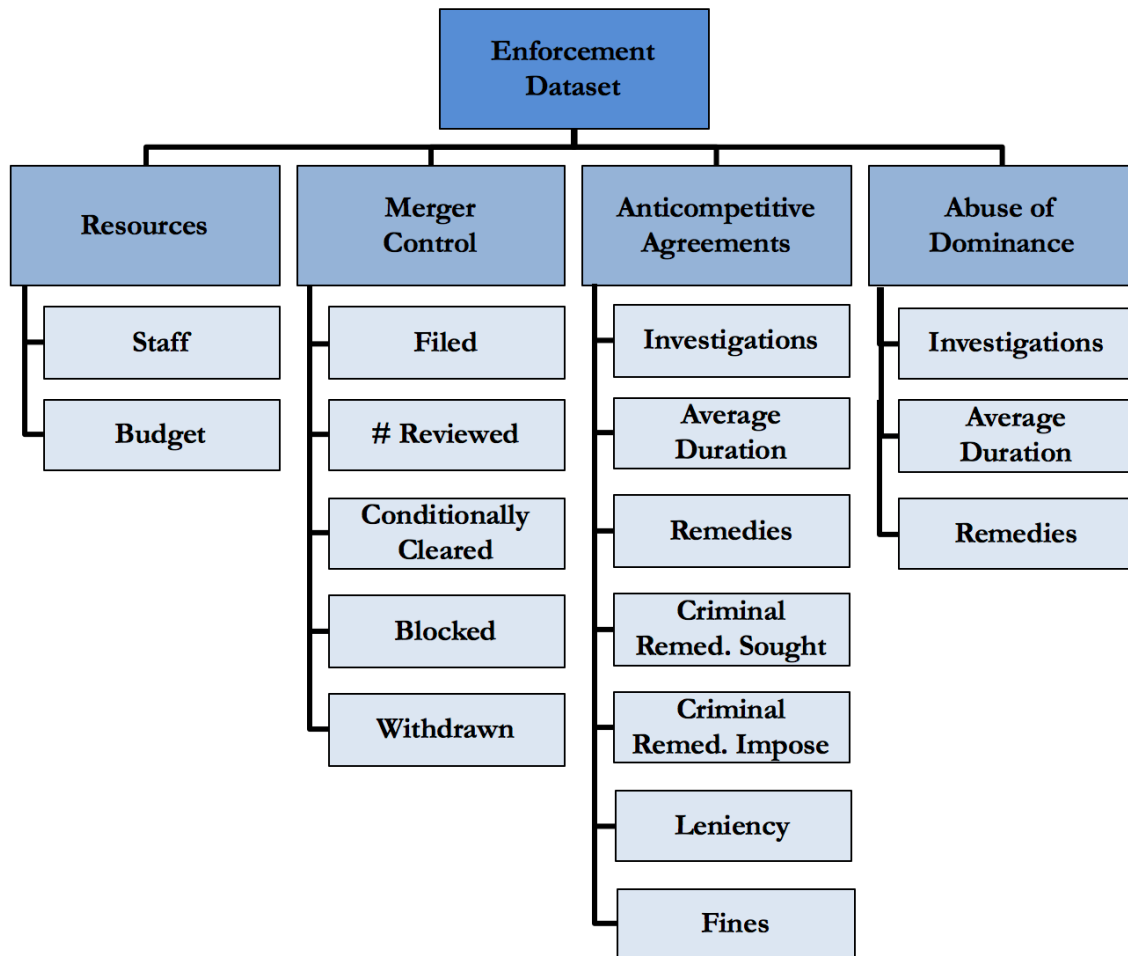 Enforcement
Dataset
Resources
Merger
Control
Anticompetitive
Agreements
Abuse of
Dominance
Staff
Budget
Filed
# Reviewed
Conditionally
Cleared
Blocked
Withdrawn
Investigations
Average
Duration
Remedies
Criminal
Remed. Sought
Criminal
Remed. Impose
Leniency
Fines
Investigations
Average
Duration
Remedies